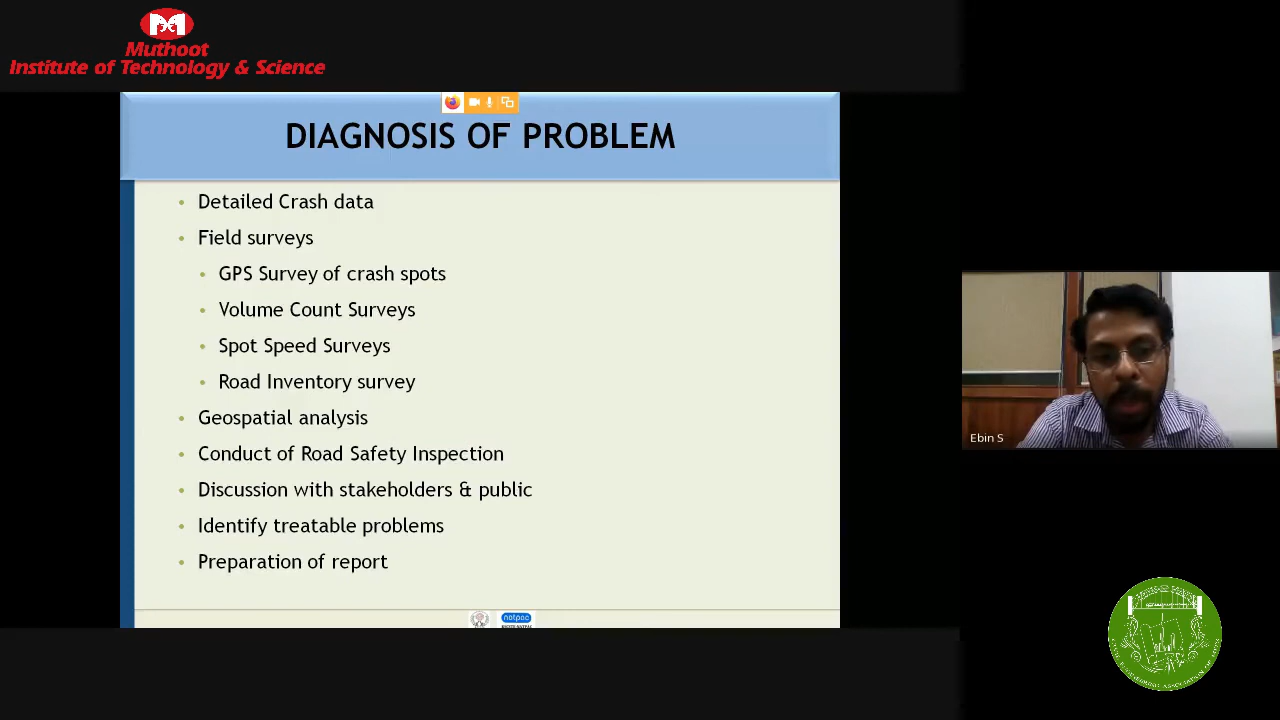 Muthoot
Institute of Technology & Science
DIAGNOSIS OF PROBLEM
• Detailed Crash data
• Field surveys
• GPS Survey of crash spots
• Volume Count Surveys
• Spot Speed Surveys
• Road Inventory survey
• Geospatial analysis
• Conduct of Road Safety Inspection
• Discussion with stakeholders & public
• Identify treatable problems
• Preparation of report
natpac
Ebin S